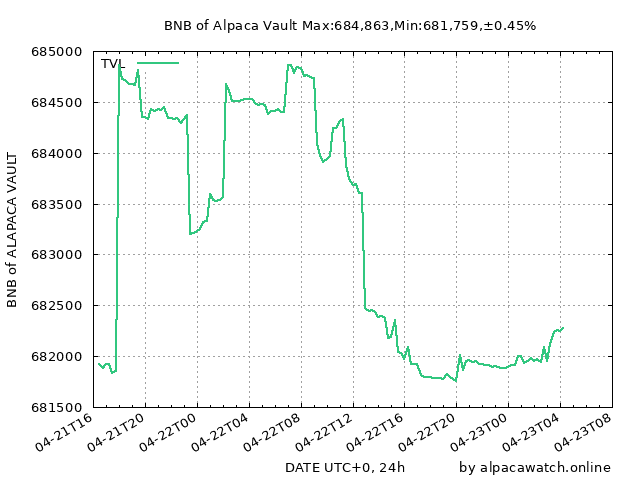 BNB of Alpaca Vault Max:684,863,Min:681,759,±0.45%
TVL
685000
684500
684000
683500
683000
682500
682000
681500
BNB of ALAPACA VAULT
04-21T16
04-21T20
04-22T00
04-22T04
04-22T08
04-22T12
04-22T16
04-22T20
04-23T00
04-23T04
04-23T08
DATE UTC+0, 24h
by alpacawatch.online